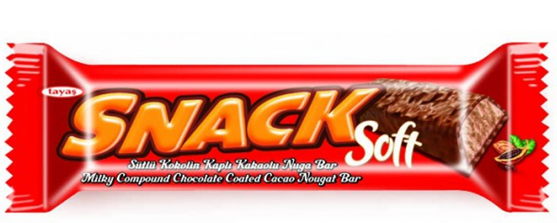 tayaş
SNACK
Soft
Sütlü Kokolin Kaplı Kakaolu Nuga Bar
Milky Compound Chocolate Coated Cacao Nougat Bar